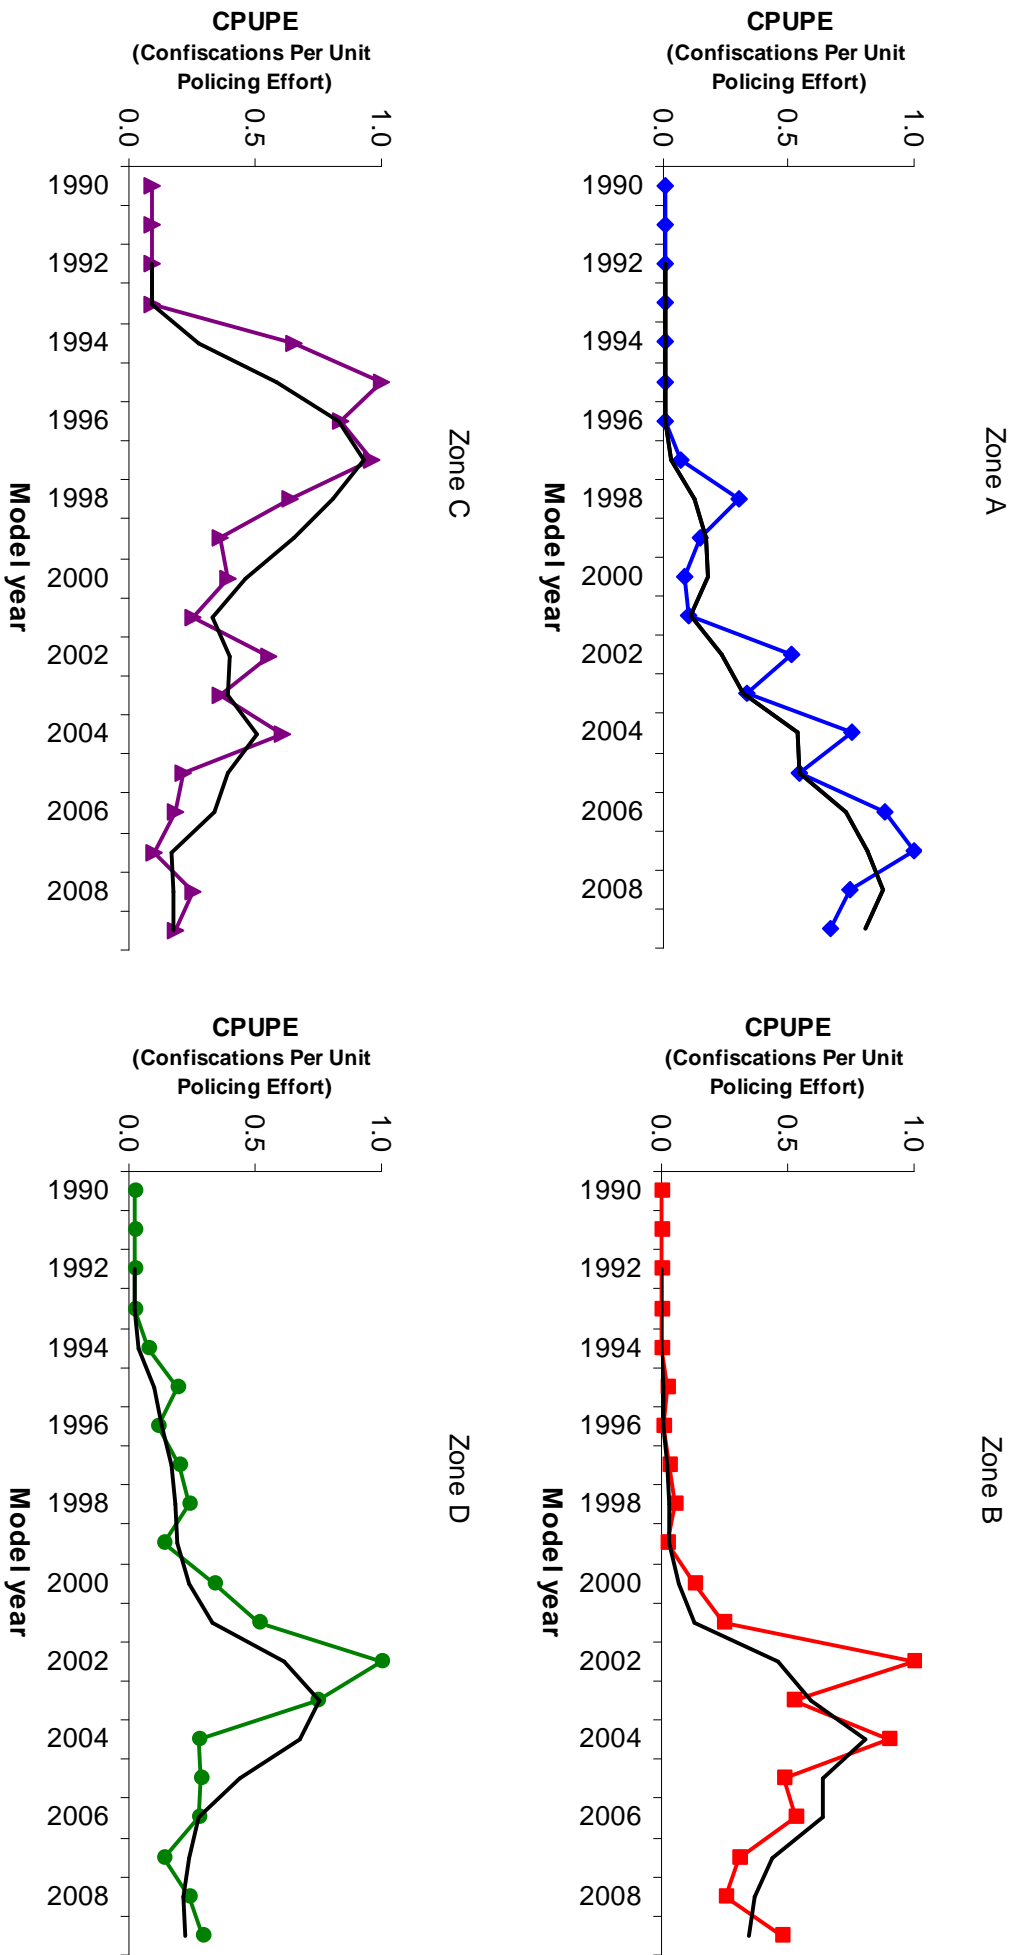 Zone A
CPUPE
(Confiscations Per Unit
Policing Effort)
1.0
0.5
0.0
1990
1992
1994
1996
1998
2000
2002
2004
2006
2008
Model year
Zone B
CPUPE
(Confiscations Per Unit
Policing Effort)
1.0
0.5
0.0
1990
1992
1994
1996
1998
2000
2002
2004
2006
2008
Model year
Zone C
CPUPE
(Confiscations Per Unit
Policing Effort)
1.0
0.5
0.0
1990
1992
1994
1996
1998
2000
2002
2004
2006
2008
Model year
Zone D
CPUPE
(Confiscations Per Unit
Policing Effort)
1.0
0.5
0.0
1990
1992
1994
1996
1998
2000
2002
2004
2006
2008
Model year